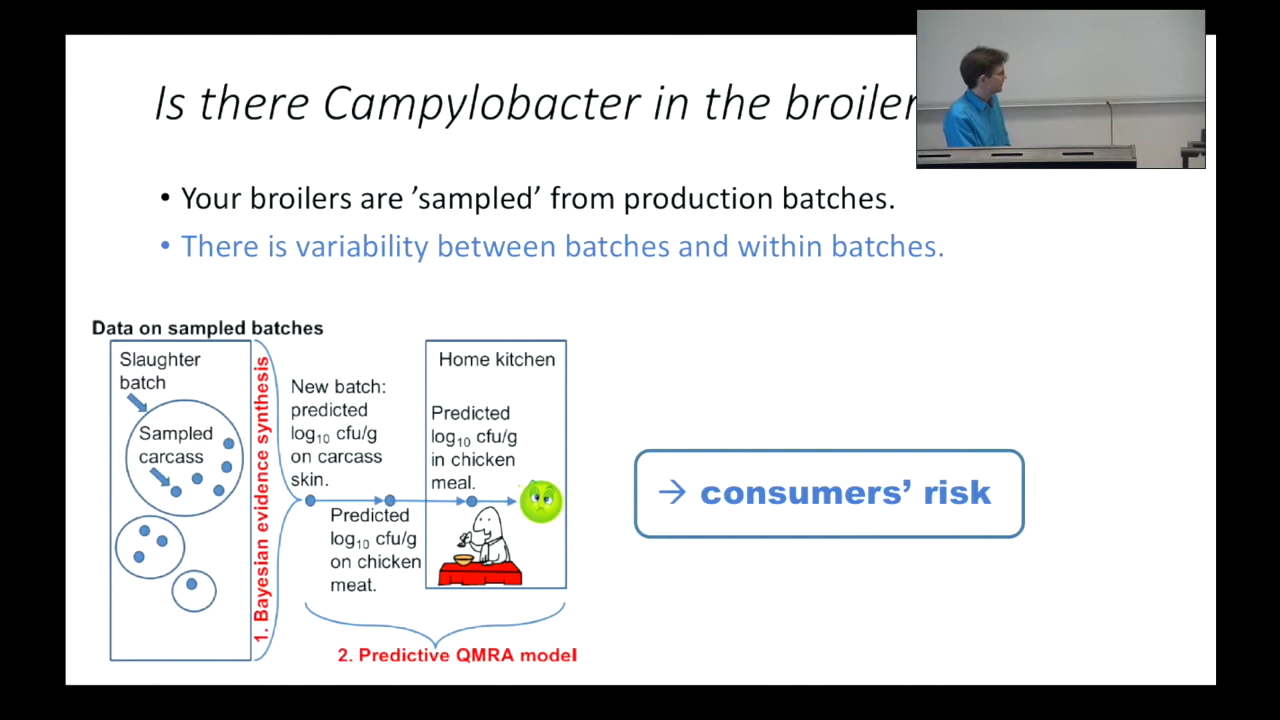 Is there Campylobacter in the broiler
• Your broilers are ’sampled’ from production batches.
• There is variability between batches and within batches.
Data on sampled batches
Slaughter
batch
Sampled
carcass
1. Bayesian evidence synthesis
New batch:
predicted
log₁₀ cfu/g
on carcass
skin.
Predicted
log₁₀ cfu/g
on chicken
meat.
Home kitchen
Predicted
log₁₀ cfu/g
in chicken
meal.
2. Predictive QMRA model
→ consumers’ risk